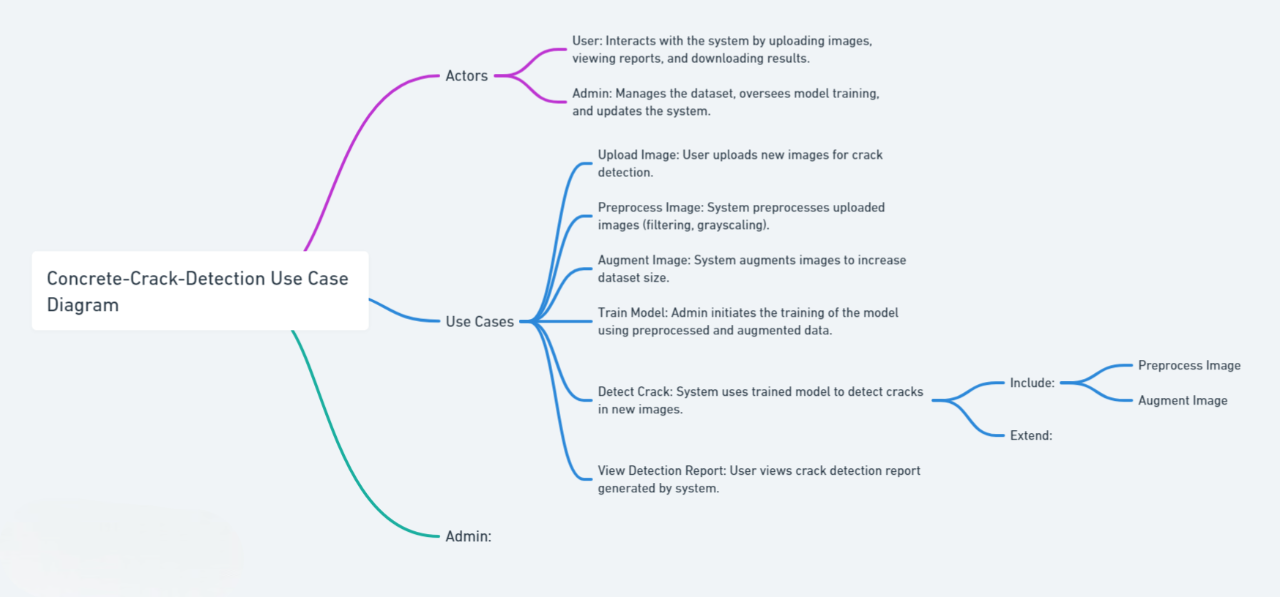 Concrete-Crack-Detection Use Case
Diagram
Actors
User: Interacts with the system by uploading images,
viewing reports, and downloading results.
Admin: Manages the dataset, oversees model training,
and updates the system.
Use Cases
Upload Image: User uploads new images for crack
detection.
Preprocess Image: System preprocesses uploaded
images (filtering, grayscaling).
Augment Image: System augments images to increase
dataset size.
Train Model: Admin initiates the training of the model
using preprocessed and augmented data.
Detect Crack: System uses trained model to detect cracks
in new images.
Include:
Preprocess Image
Augment Image
Extend:
View Detection Report: User views crack detection report
generated by system.
Admin: